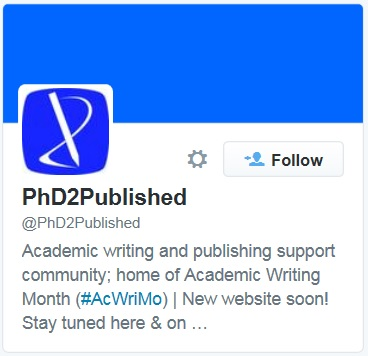 Follow
PhD2Published
@PhD2Published
Academic writing and publishing support
community; home of Academic Writing
Month (#AcWriMo) | New website soon!
Stay tuned here & on ...